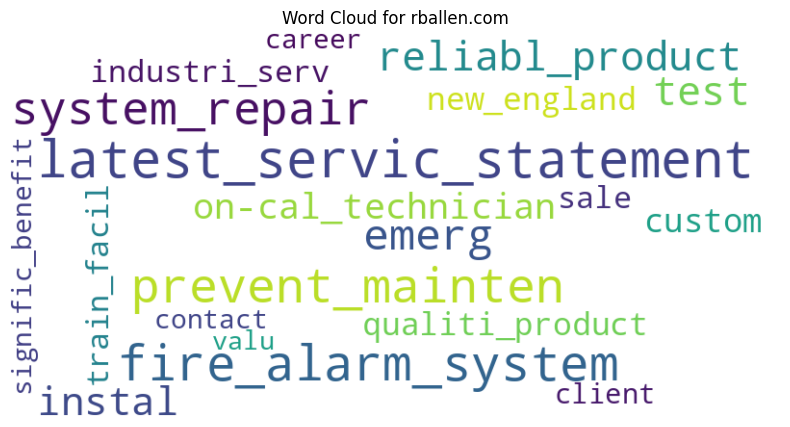 Word Cloud for rballen.com
career
reliabl_product
industri_serv
test
new_england
system_repair
latest_servic_statement
signific_benefit
train_facil
on-cal_technician
sale
custom
emerg
prevent_mainten
contact
qualiti_product
valu
fire_alarm_system
client
instal